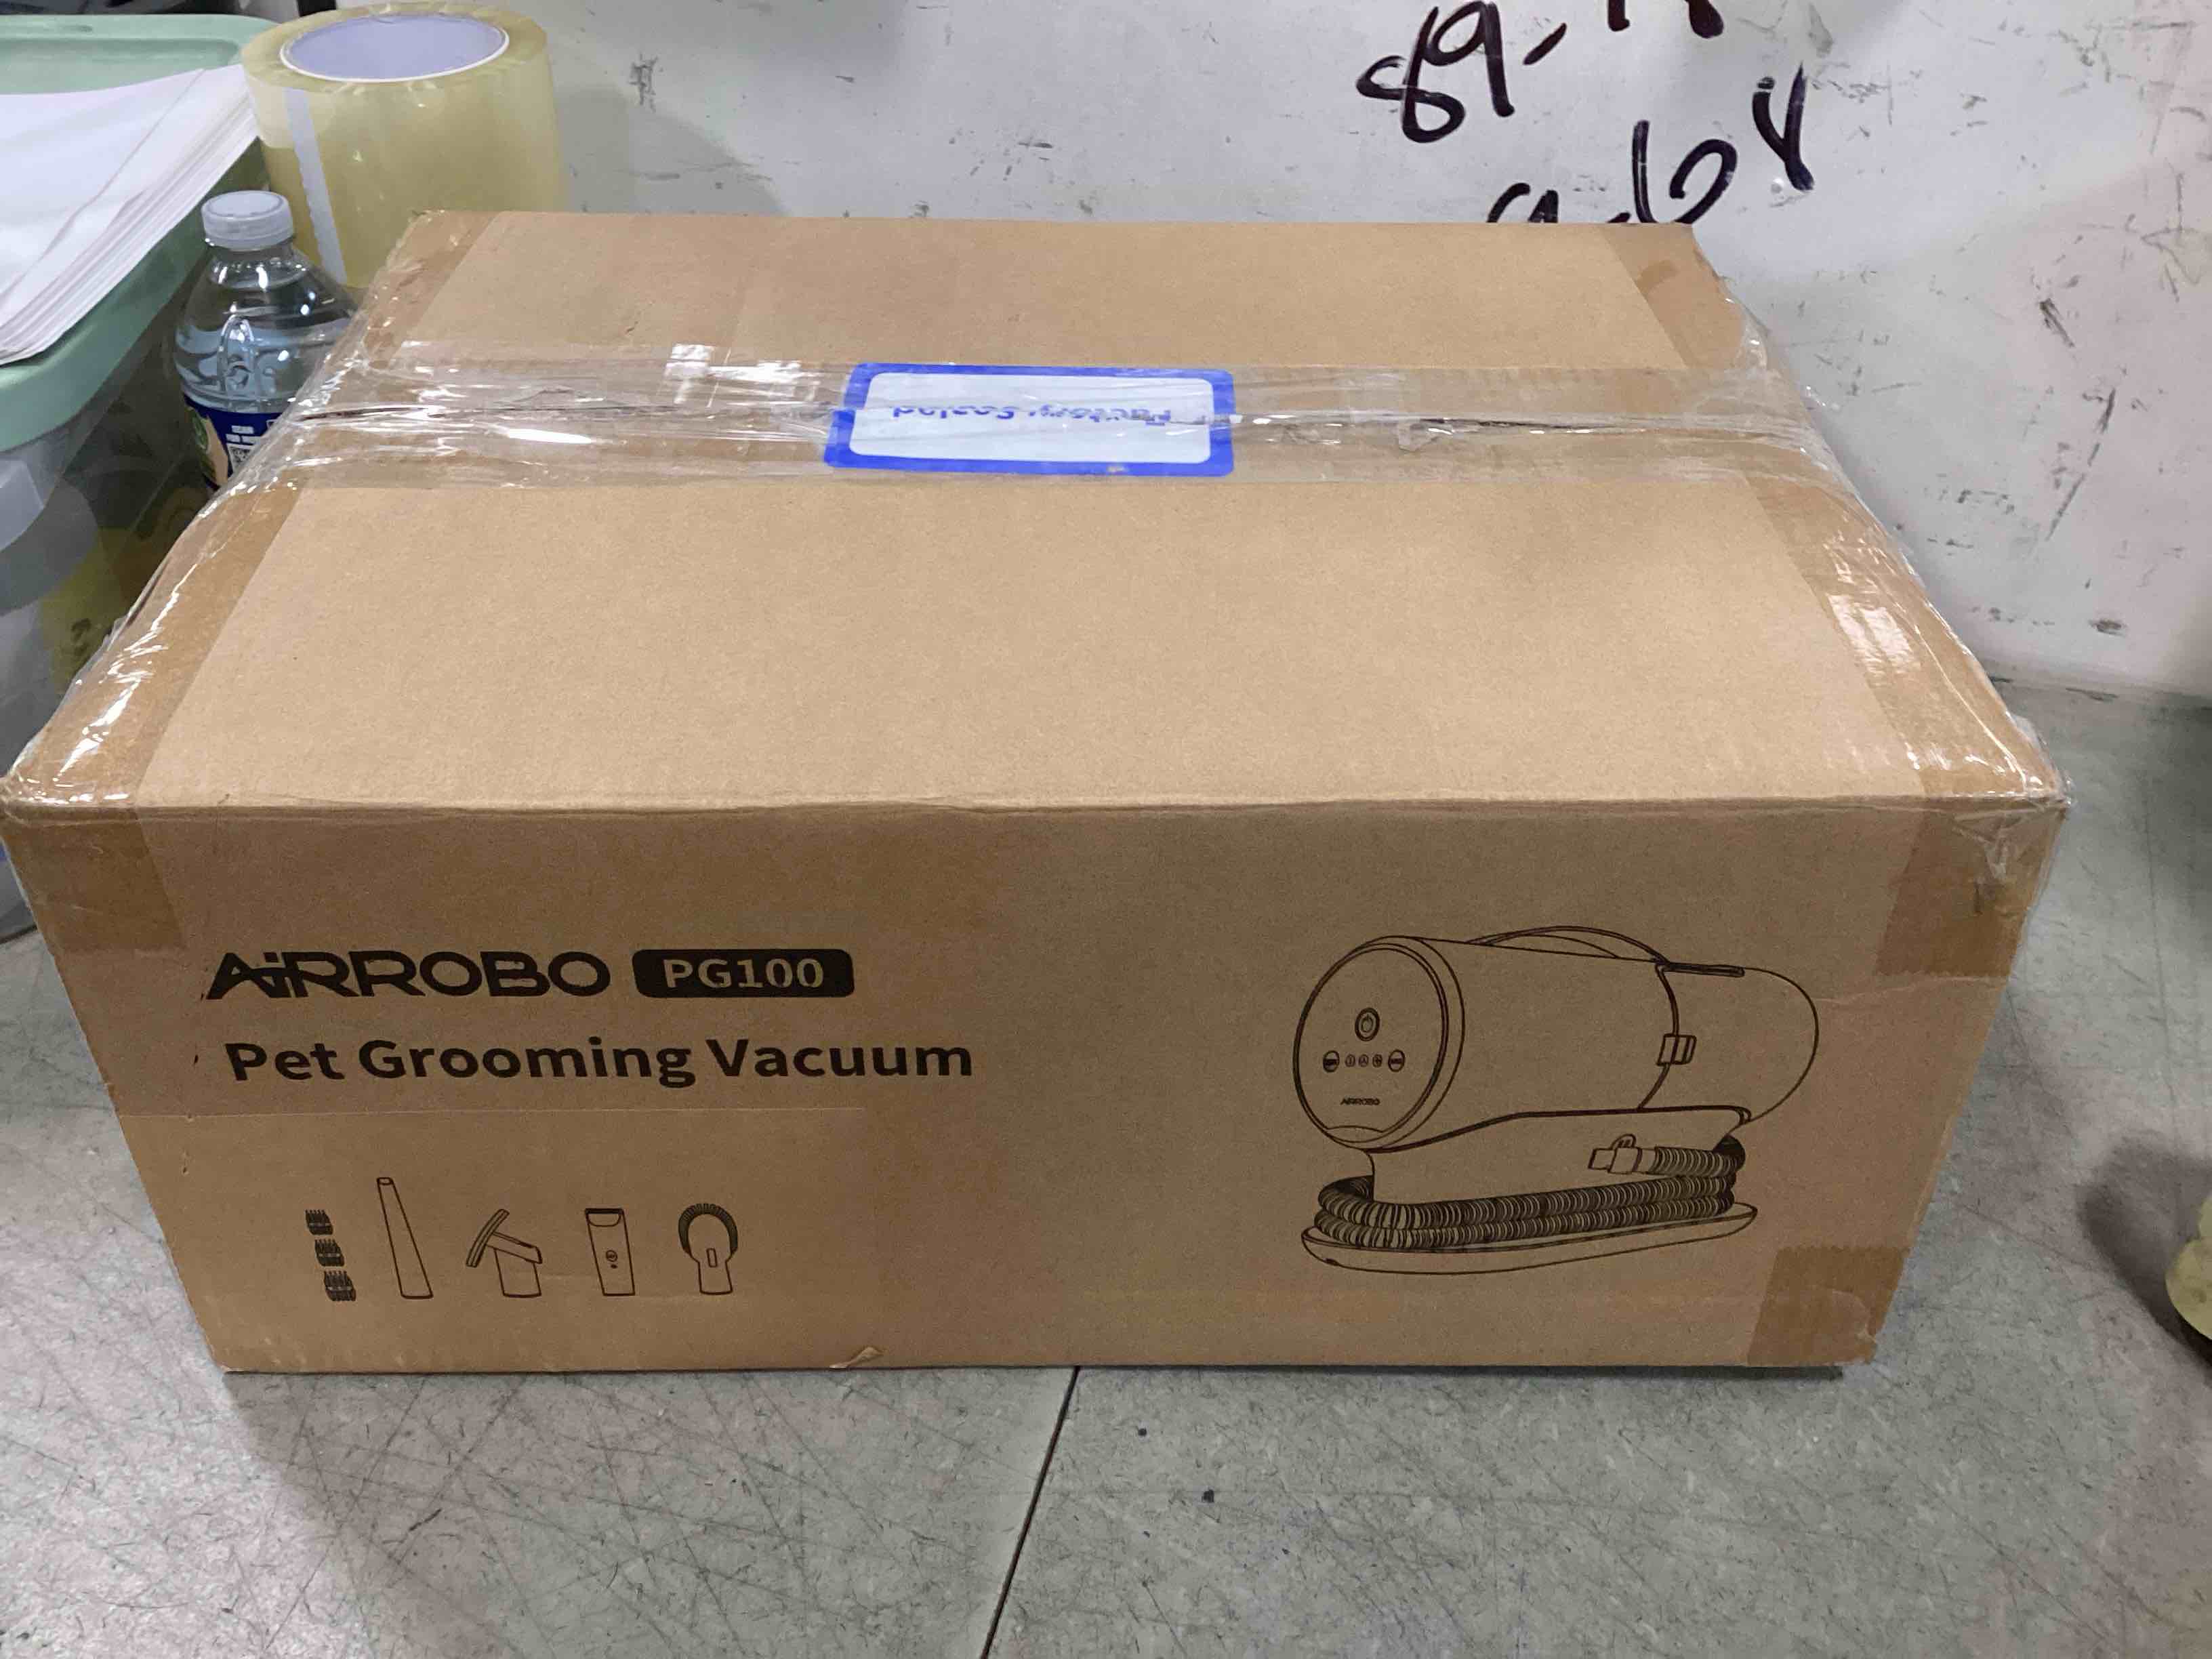 Factory Sealed
AiRROBO PG100
Pet Grooming Vacuum
AiRROBO